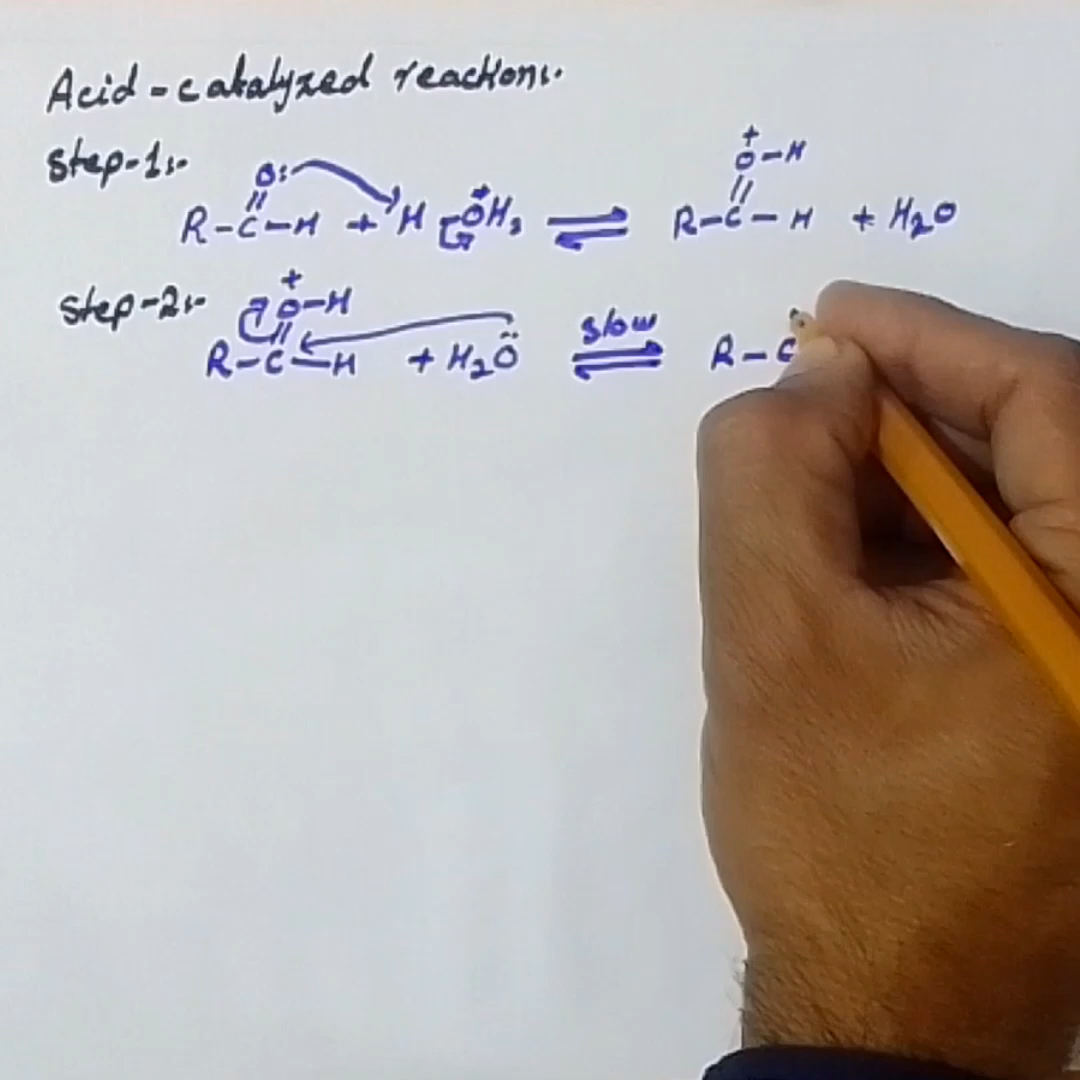 Acid-catalyzed reactions.
Step-1:-
O:
R-C-H + H OH₂ ⇌
+
O-H
R-C-H + H₂O
Step-2:-
+
O-H
R-C-H + H₂O
slow
⇌ R-C